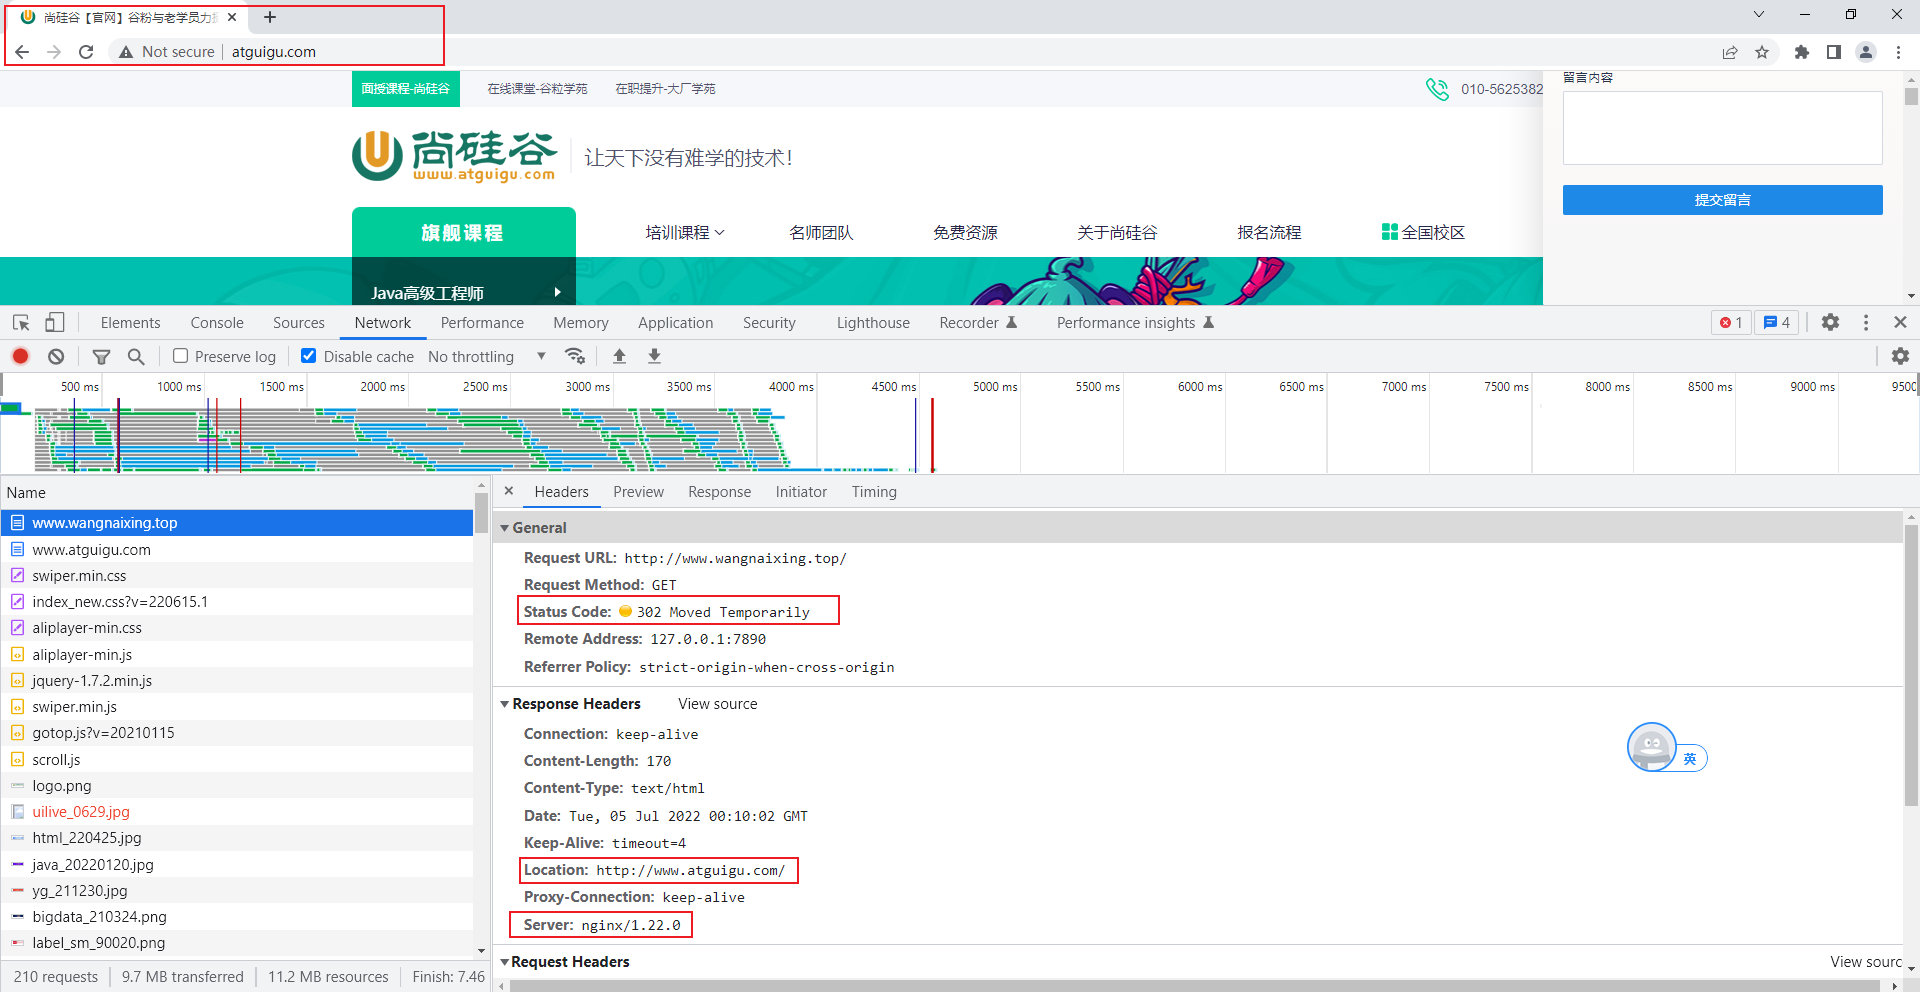 尚硅谷【官网】谷粉与老学员力
Not secure
atguigu.com
面授课程-尚硅谷
在线课堂-谷粒学苑
在职提升-大厂学苑
010-5625382
留言内容
尚硅谷
www.atguigu.com
让天下没有难学的技术!
提交留言
旗舰课程
培训课程
名师团队
免费资源
关于尚硅谷
报名流程
全国校区
Java高级工程师
Elements
Console
Sources
Network
Performance
Memory
Application
Security
Lighthouse
Recorder
Performance insights
1
4
Preserve log
Disable cache
No throttling
500 ms
1000 ms
1500 ms
2000 ms
2500 ms
3000 ms
3500 ms
4000 ms
4500 ms
5000 ms
5500 ms
6000 ms
6500 ms
7000 ms
7500 ms
8000 ms
8500 ms
9000 ms
9500
Name
www.wangnaixing.top
www.atguigu.com
swiper.min.css
index_new.css?v=220615.1
aliplayer-min.css
aliplayer-min.js
jquery-1.7.2.min.js
swiper.min.js
gotop.js?v=20210115
scroll.js
logo.png
uilive_0629.jpg
html_220425.jpg
java_20220120.jpg
yg_211230.jpg
bigdata_210324.png
label_sm_90020.png
210 requests
9.7 MB transferred
11.2 MB resources
Finish: 7.46
Headers
Preview
Response
Initiator
Timing
General
Request URL: http://www.wangnaixing.top/
Request Method: GET
Status Code: 302 Moved Temporarily
Remote Address: 127.0.0.1:7890
Referrer Policy: strict-origin-when-cross-origin
Response Headers
View source
Connection: keep-alive
Content-Length: 170
Content-Type: text/html
Date: Tue, 05 Jul 2022 00:10:02 GMT
Keep-Alive: timeout=4
Location: http://www.atguigu.com/
Proxy-Connection: keep-alive
Server: nginx/1.22.0
英
Request Headers
View sourc